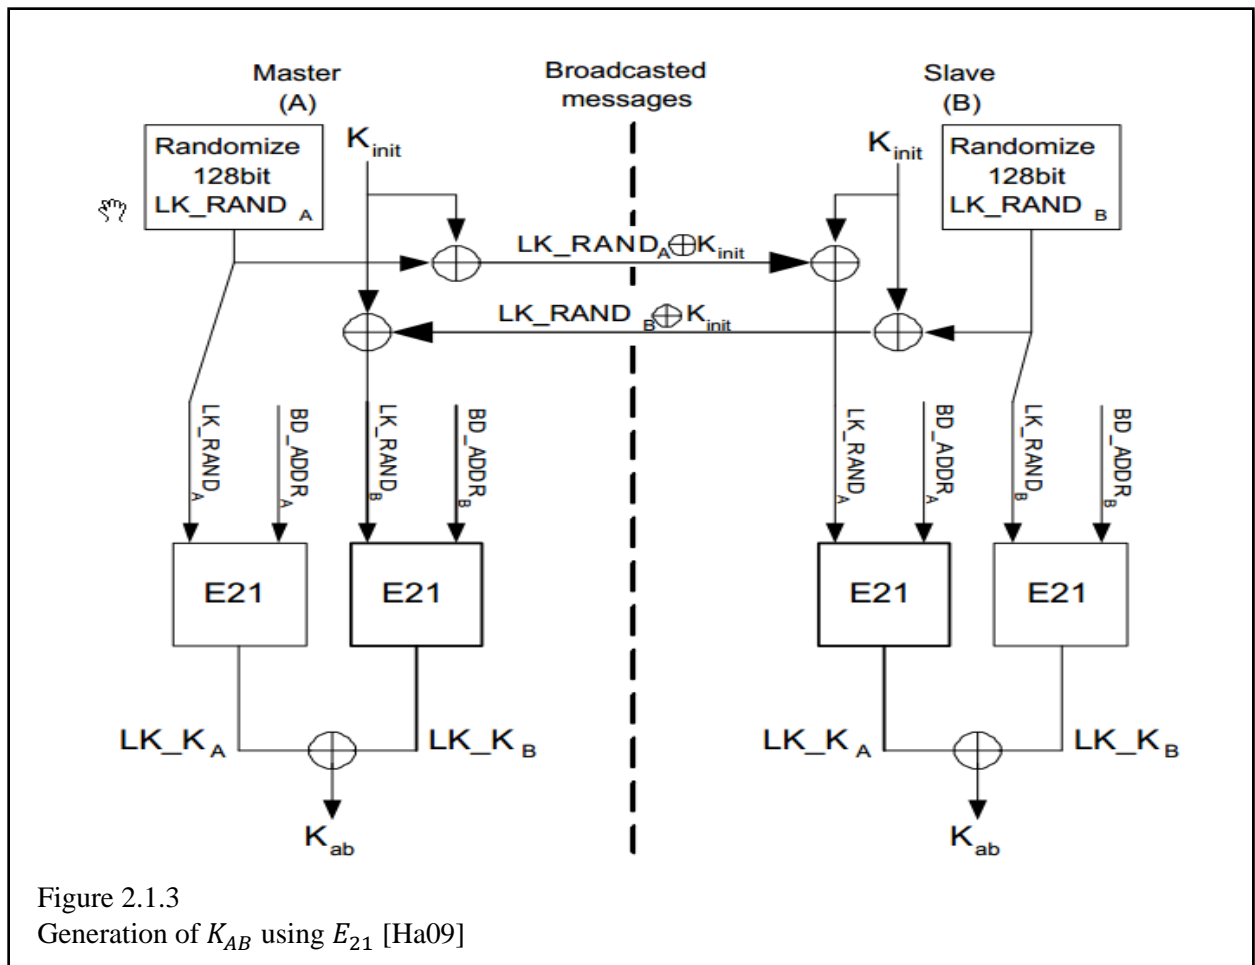 Master
(A)
Broadcasted
messages
Slave
(B)
Randomize
128bit
LK_RAND A
K init
K init
Randomize
128bit
LK_RAND B
LK_RAND A⊕K init
LK_RAND B⊕K init
LK_RAND A
BD_ADDR A
LK_RAND B
BD_ADDR B
LK_RAND A
BD_ADDR A
LK_RAND B
BD_ADDR B
E21
E21
E21
E21
LK_K A
LK_K B
LK_K A
LK_K B
K ab
K ab
Figure 2.1.3
Generation of K_AB using E_21 [Ha09]